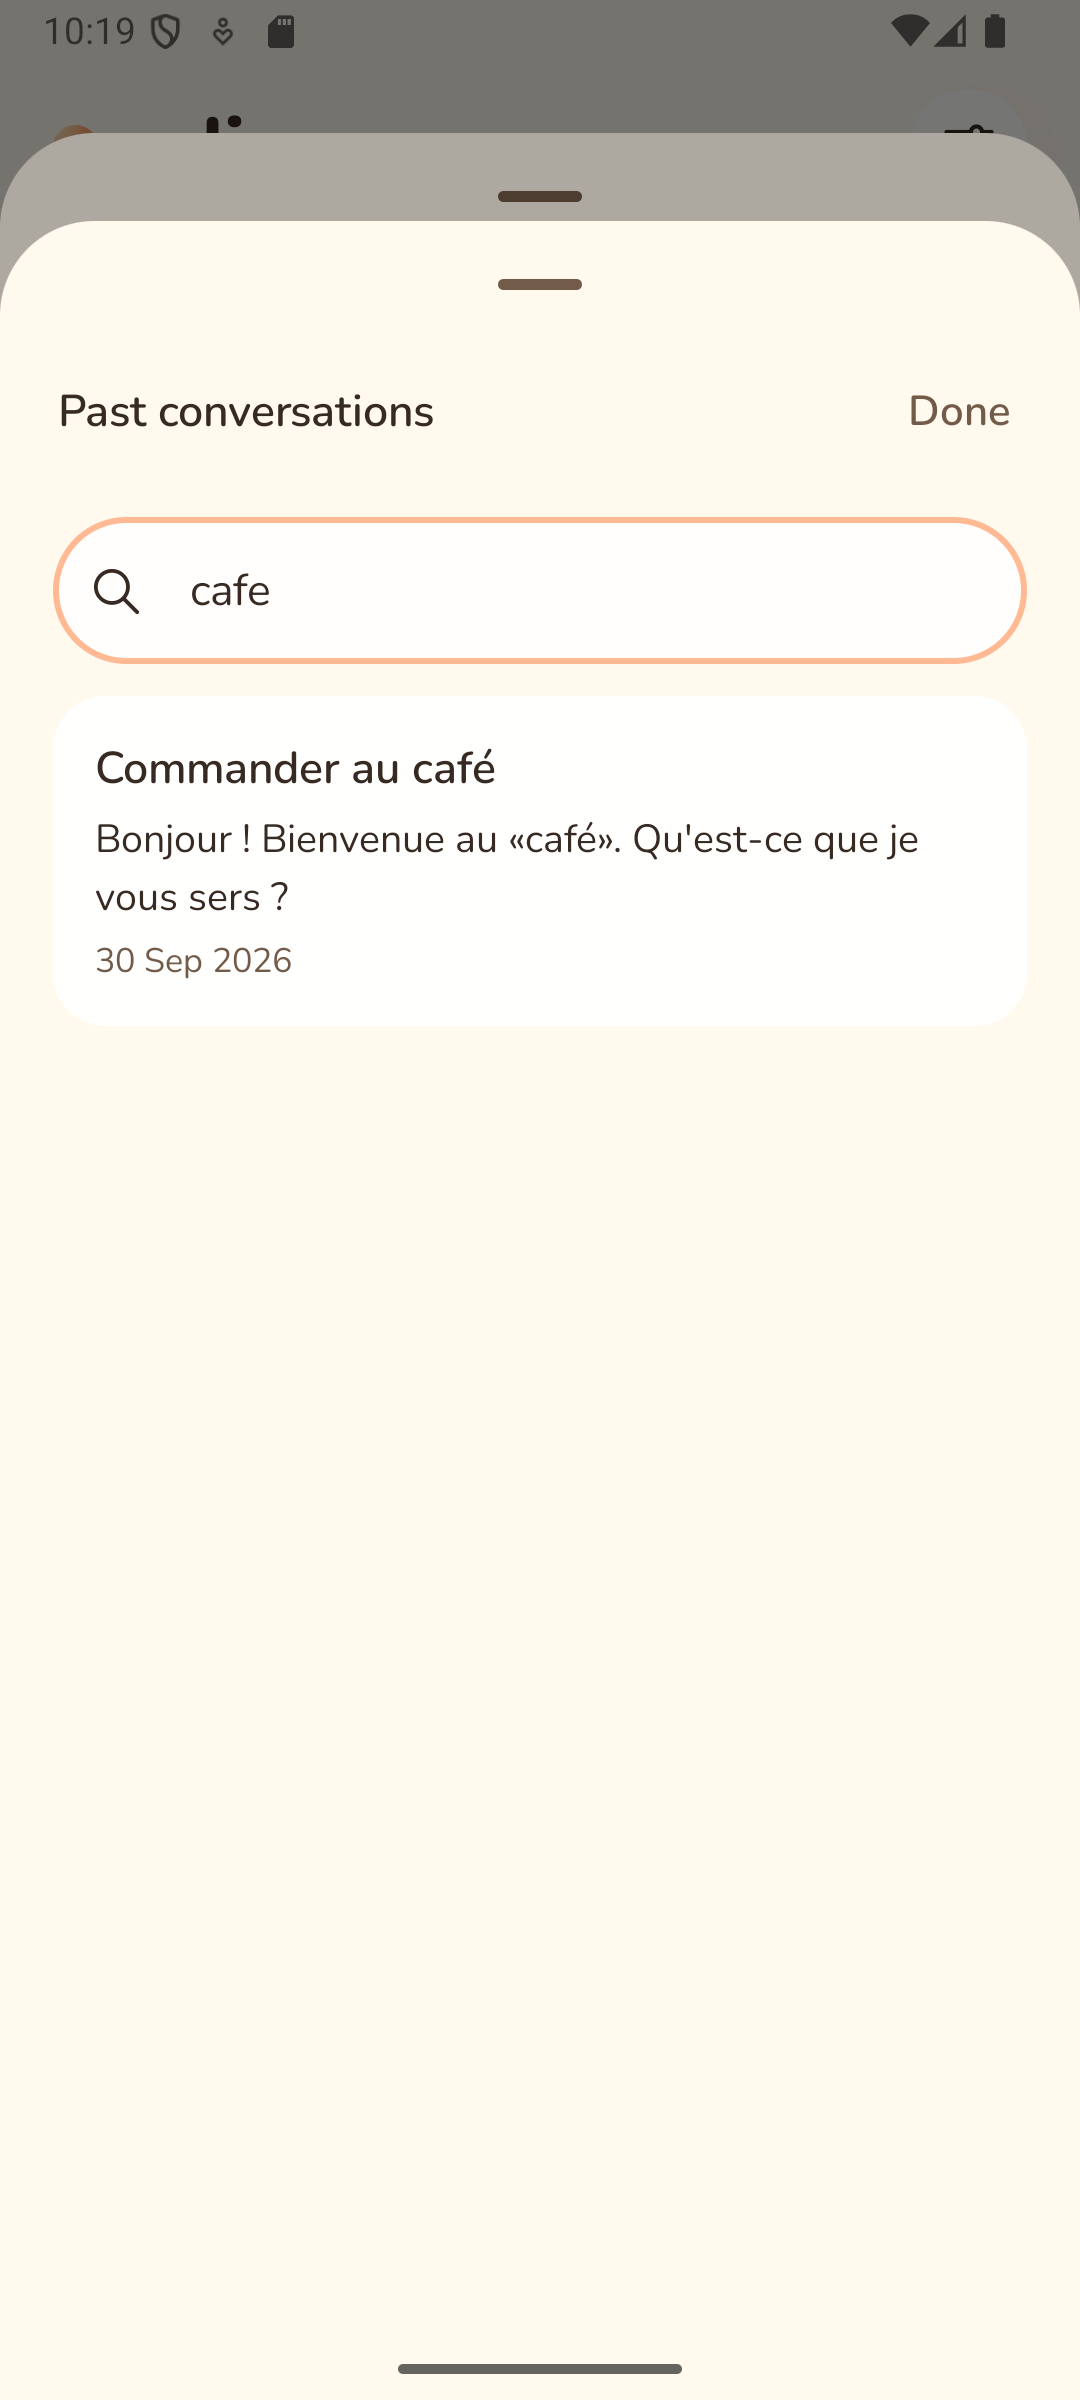 10:19
Past conversations
Done
cafe
Commander au café
Bonjour ! Bienvenue au «café». Qu'est-ce que je
vous sers ?
30 Sep 2026